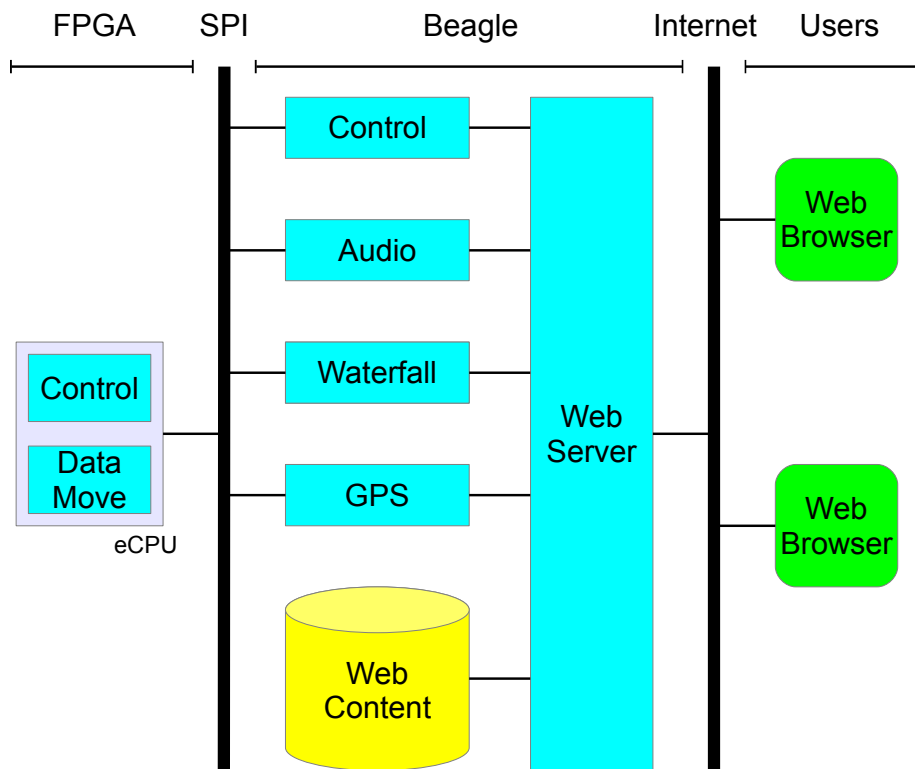 FPGA SPI Beagle Internet Users
Control
Audio
Waterfall
GPS
Web
Content
Control
Data
Move
eCPU
Web
Server
Web
Browser
Web
Browser